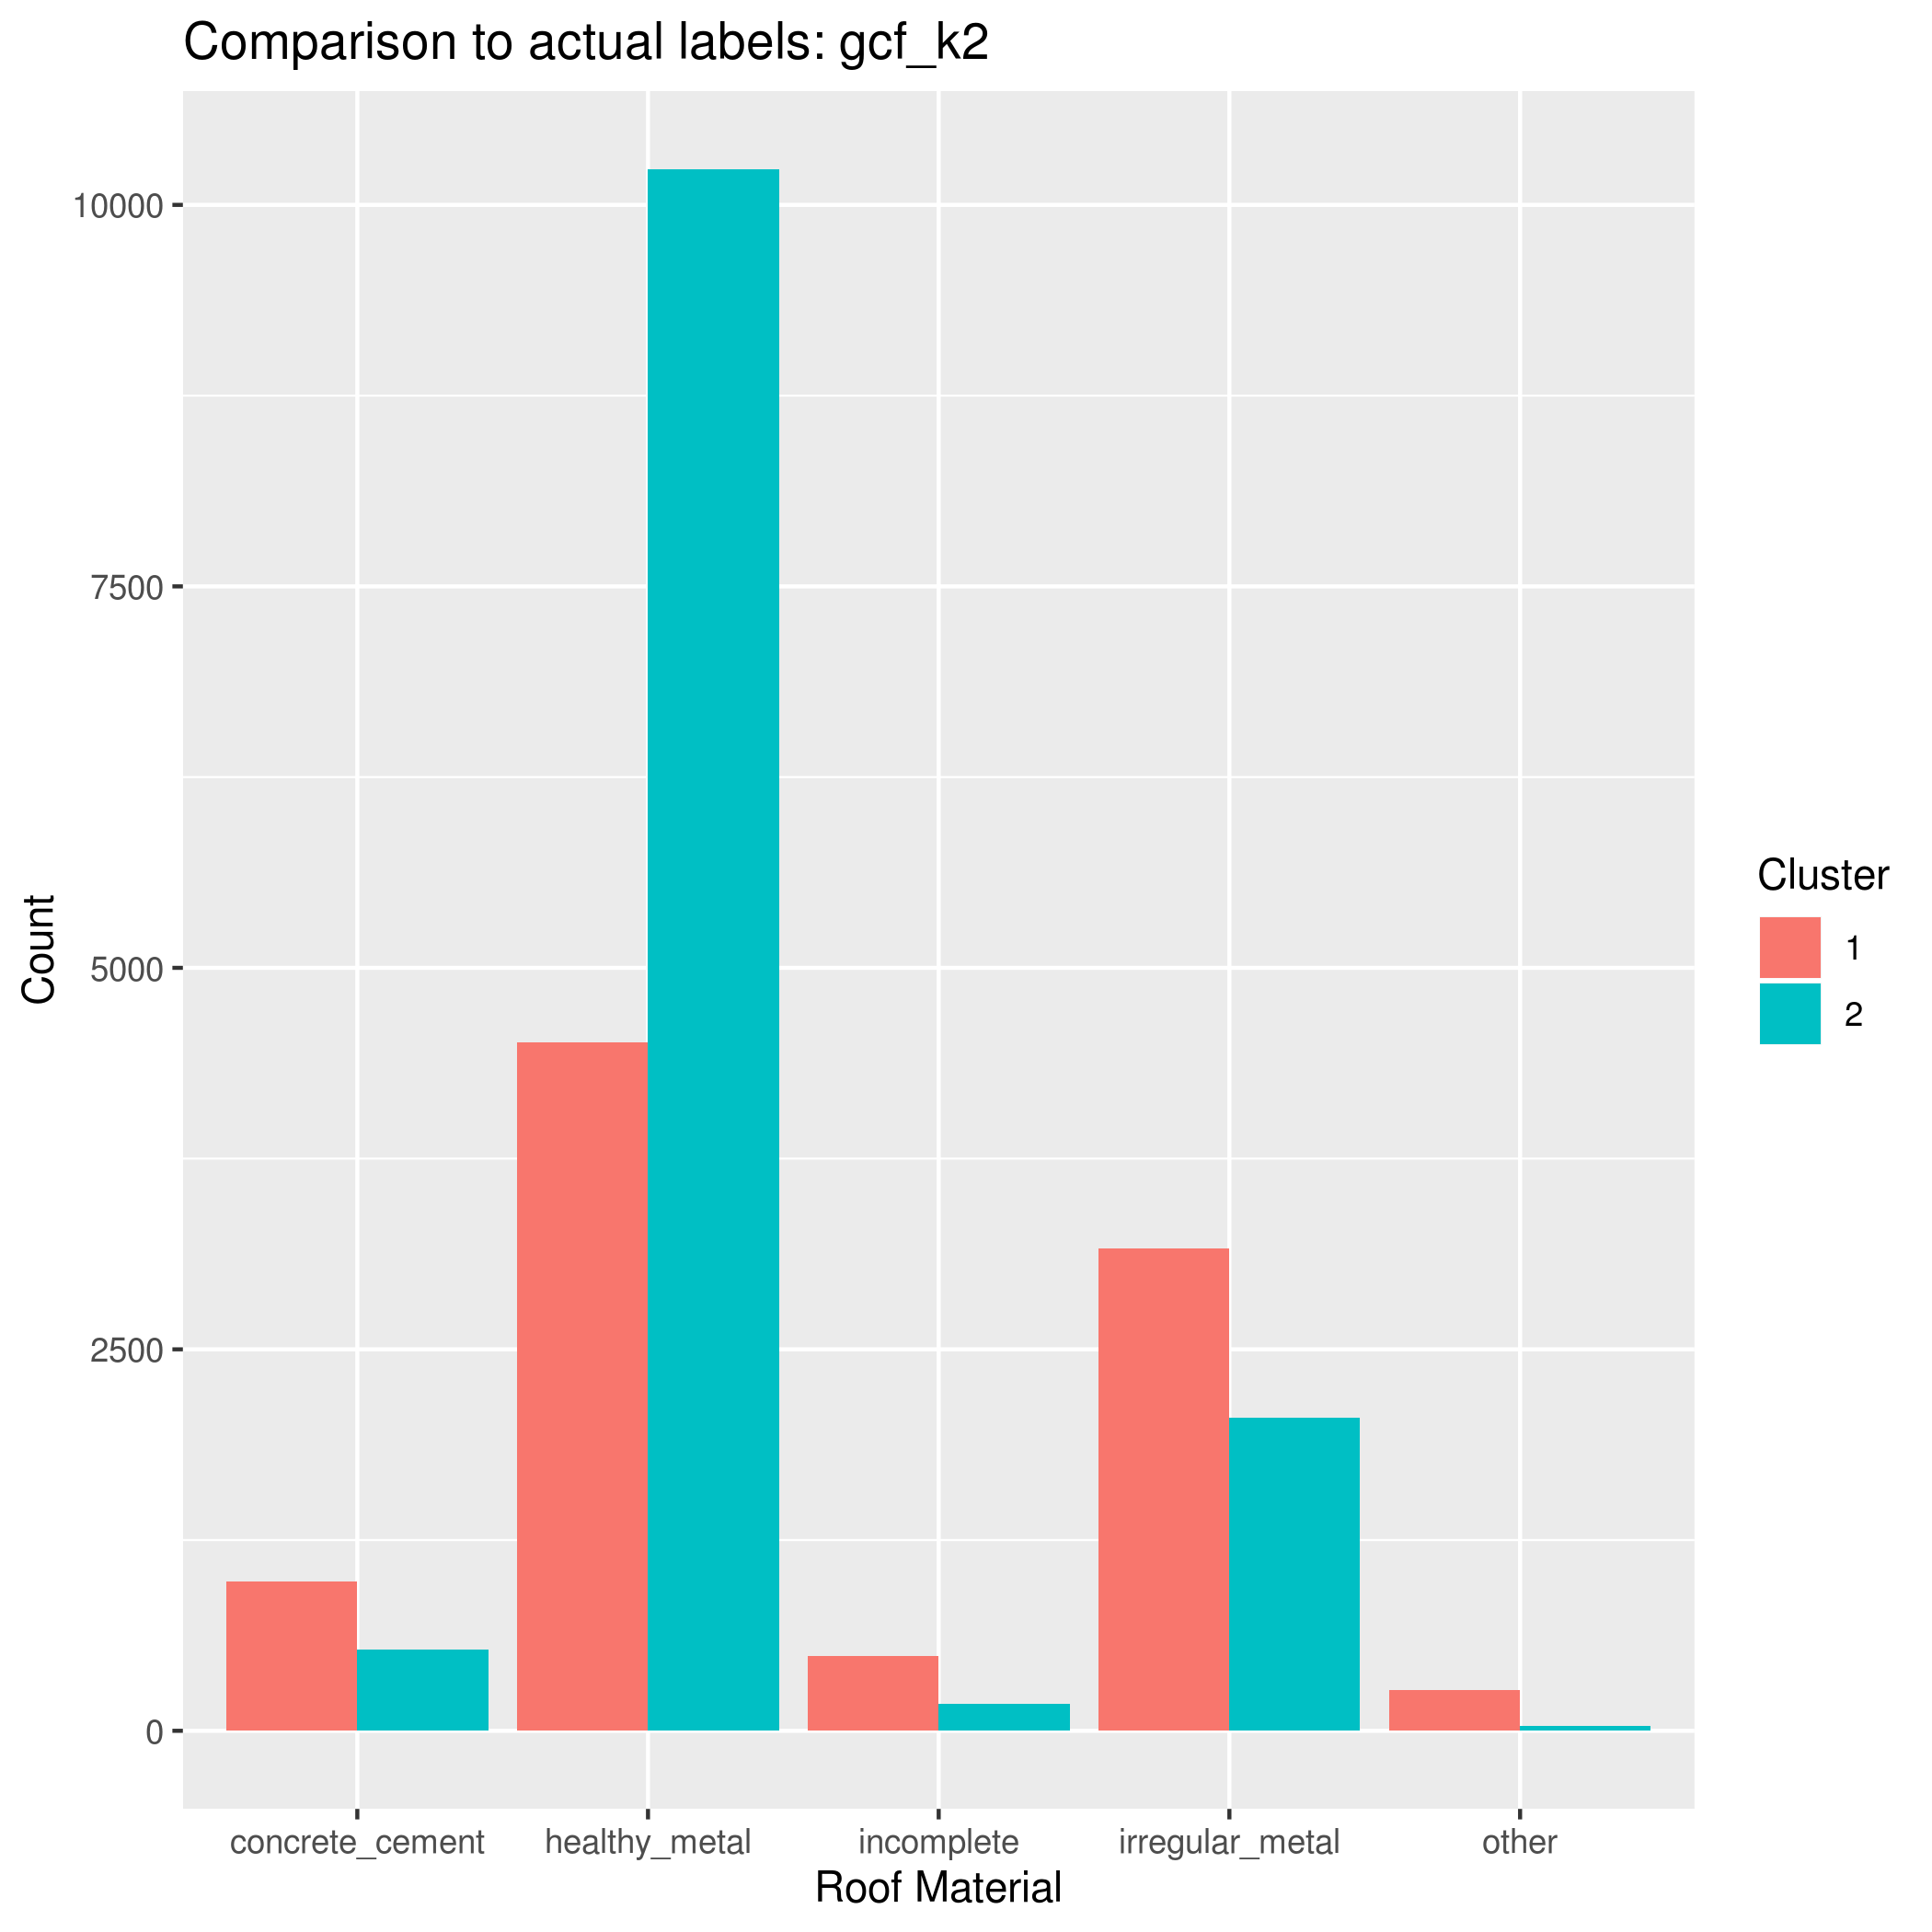 Comparison to actual labels: gcf_k2
10000
7500
5000
2500
0
Count
concrete_cement
healthy_metal
incomplete
irregular_metal
other
Roof Material
Cluster
1
2